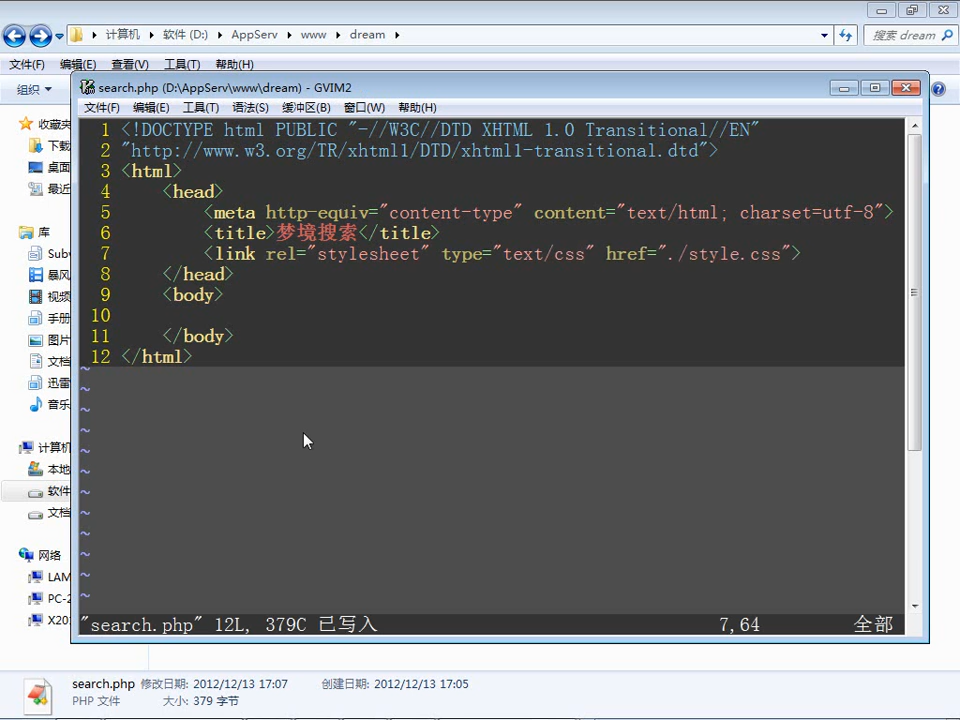 计算机 软件 (D:) AppServ www dream
搜索 dream
文件(F) 编辑(E) 查看(V) 工具(T) 帮助(H)
组织
search.php (D:\AppServ\www\dream) - GVIM2
文件(F) 编辑(E) 工具(T) 语法(S) 缓冲区(B) 窗口(W) 帮助(H)
收藏夹
下载
桌面
最近
库
Sub
暴风
视频
手册
图片
文档
迅雷
音乐
计算机
本地
软件
文档
网络
LAM
PC-2
X20
1 <!DOCTYPE html PUBLIC "-//W3C//DTD XHTML 1.0 Transitional//EN"
2 "http://www.w3.org/TR/xhtml1/DTD/xhtml1-transitional.dtd">
3 <html>
4 <head>
5 <meta http-equiv="content-type" content="text/html; charset=utf-8">
6 <title>梦境搜索</title>
7 <link rel="stylesheet" type="text/css" href="./style.css">
8 </head>
9 <body>
10
11 </body>
12 </html>
~
~
~
~
~
~
~
~
~
~
~
~
"search.php" 12L, 379C 已写入 7,64 全部
search.php 修改日期: 2012/12/13 17:07 创建日期: 2012/12/13 17:05
PHP 文件 大小: 379 字节